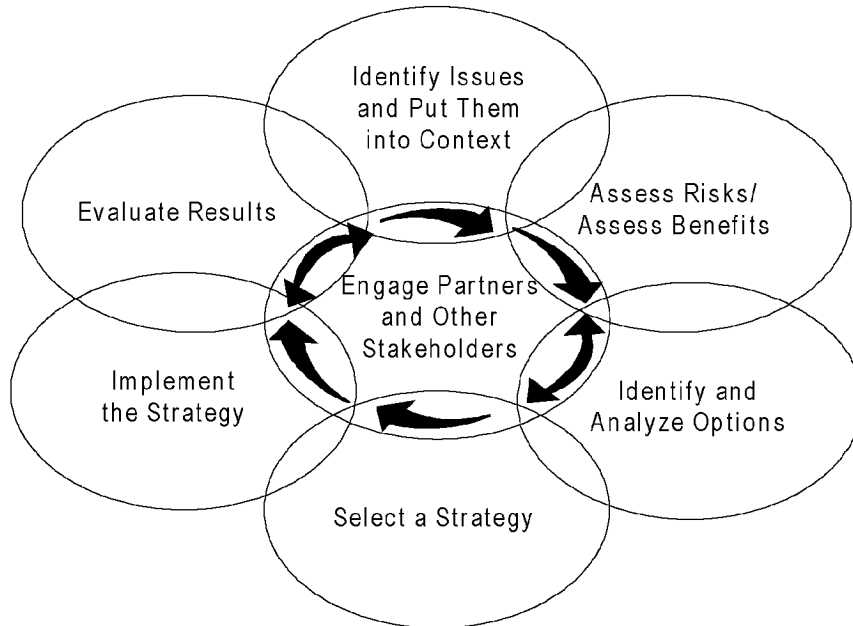 Identify Issues
and Put Them
into Context
Assess Risks/
Assess Benefits
Identify and
Analyze Options
Select a Strategy
Implement
the Strategy
Evaluate Results
Engage Partners
and Other
Stakeholders